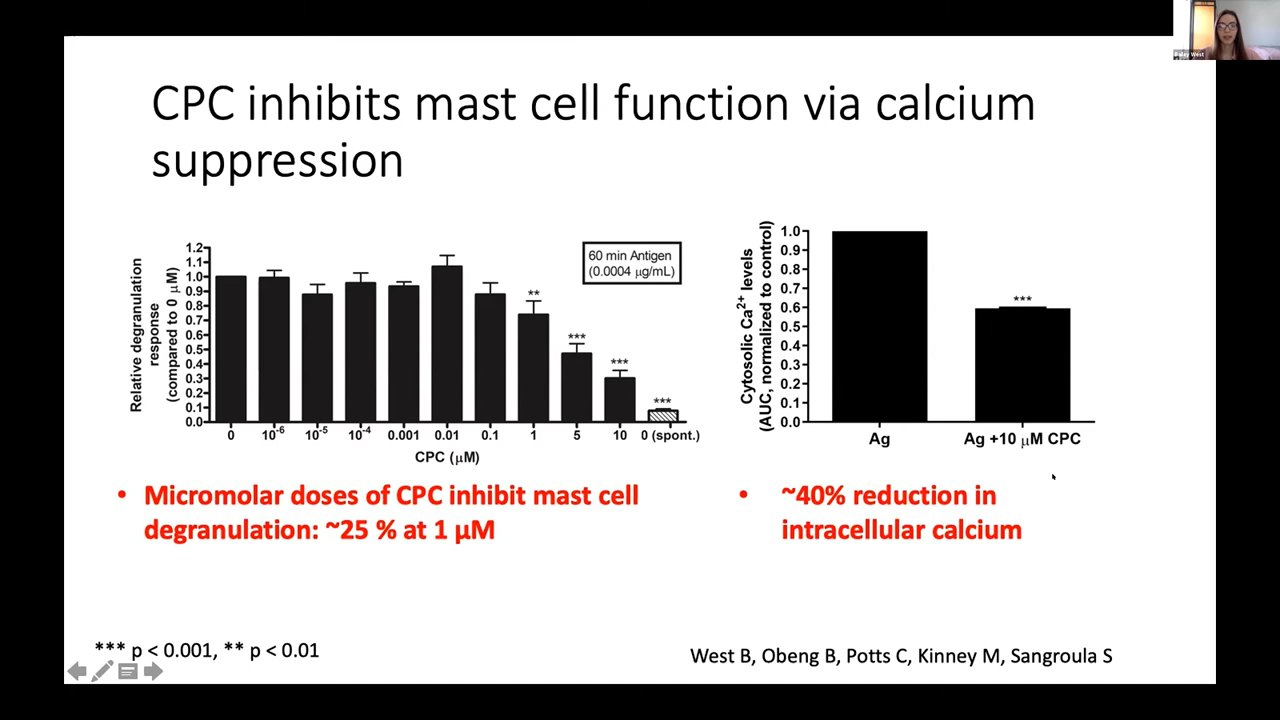 CPC inhibits mast cell function via calcium
suppression
Relative degranulation
response
(compared to 0 μM)
1.2
1.1
1.0
0.9
0.8
0.7
0.6
0.5
0.4
0.3
0.2
0.1
0.0
60 min Antigen
(0.0004 μg/mL)
**
***
***
***
0 10⁻⁶ 10⁻⁵ 10⁻⁴ 0.001 0.01 0.1 1 5 10 0 (spont.)
CPC (μM)
Cytosolic Ca²⁺ levels
(AUC, normalized to control)
1.0
0.9
0.8
0.7
0.6
0.5
0.4
0.3
0.2
0.1
0.0
***
Ag Ag +10 μM CPC
• Micromolar doses of CPC inhibit mast cell
degranulation: ~25 % at 1 μM
• ~40% reduction in
intracellular calcium
*** p < 0.001, ** p < 0.01
West B, Obeng B, Potts C, Kinney M, Sangroula S